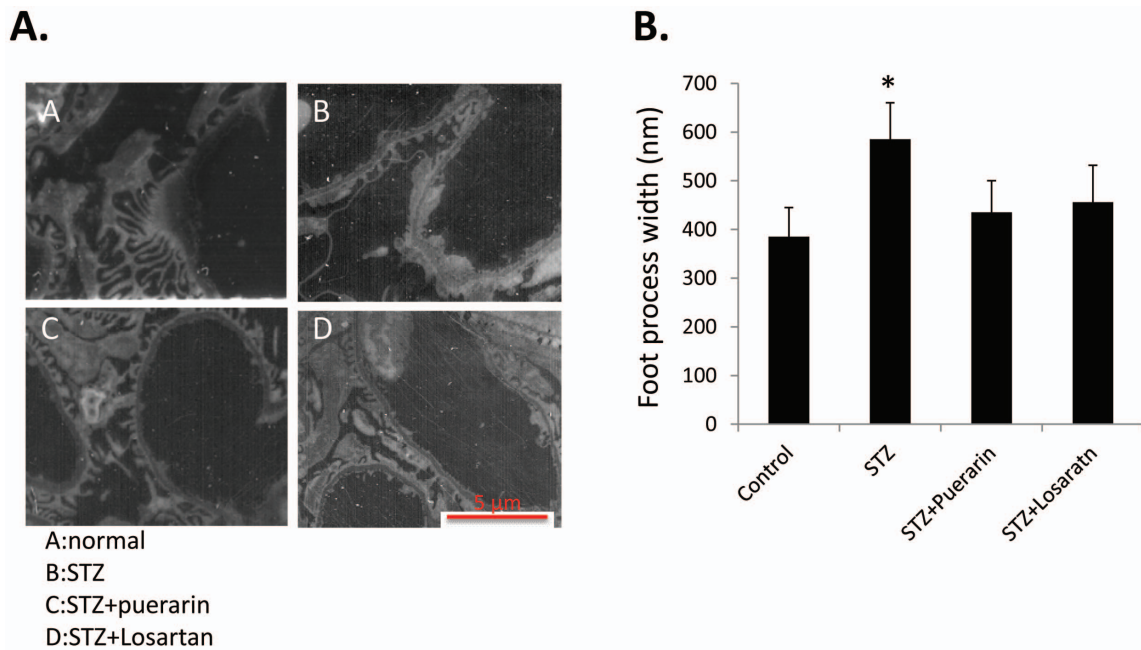 A.
A
B
C
D
5 µm
A:normal
B:STZ
C:STZ+puerarin
D:STZ+Losartan
B.
Foot process width (nm)
700
600
500
400
300
200
100
0
*
Control
STZ
STZ+Puerarin
STZ+Losaratn